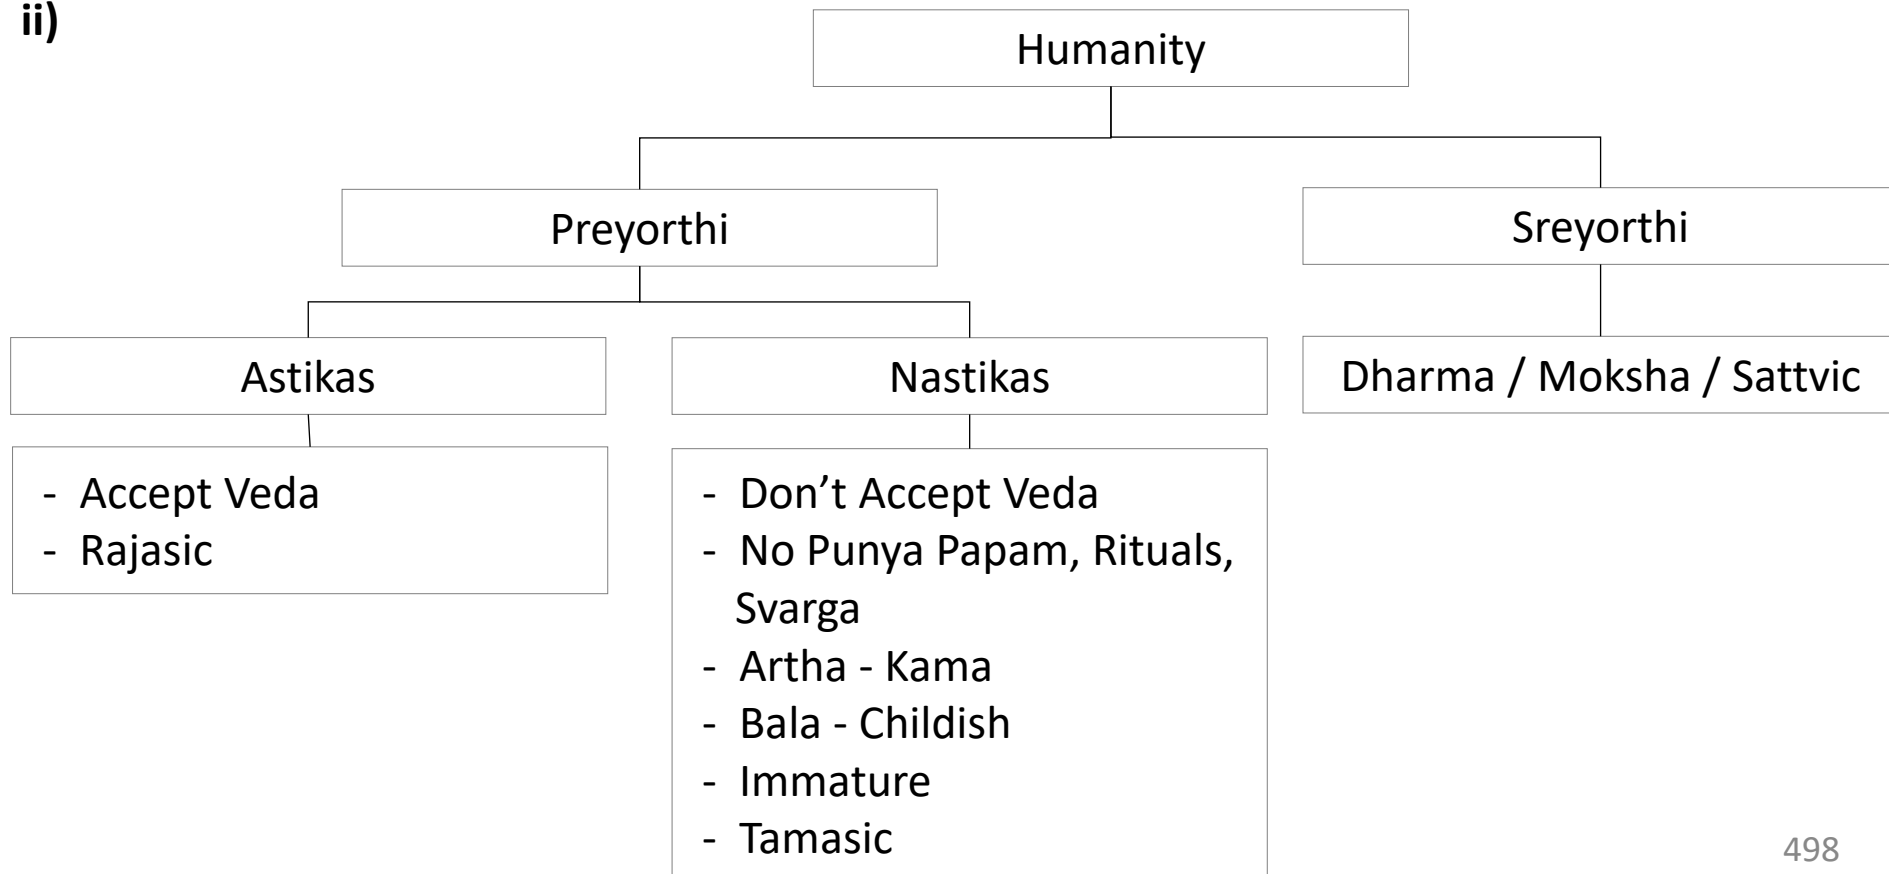 ii)
Humanity
Preyorthi
Sreyorthi
Astikas
Nastikas
Dharma / Moksha / Sattvic
- Accept Veda
- Rajasic
- Don’t Accept Veda
- No Punya Papam, Rituals,
Svarga
- Artha - Kama
- Bala - Childish
- Immature
- Tamasic
498